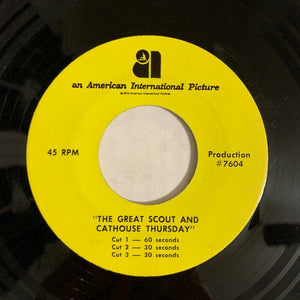 an American International Picture
45 RPM
Production
#7604
"THE GREAT SCOUT AND
CATHOUSE THURSDAY"
Cut 1 — 60 seconds
Cut 2 — 30 seconds
Cut 3 — 30 seconds